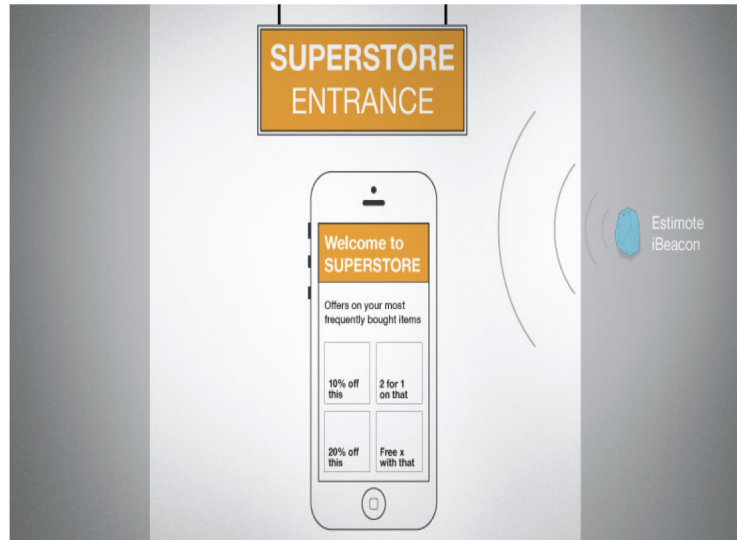 SUPERSTORE
ENTRANCE
Estimote
iBeacon
Welcome to
SUPERSTORE
Offers on your most
frequently bought items
10% off
this
2 for 1
on that
20% off
this
Free x
with that